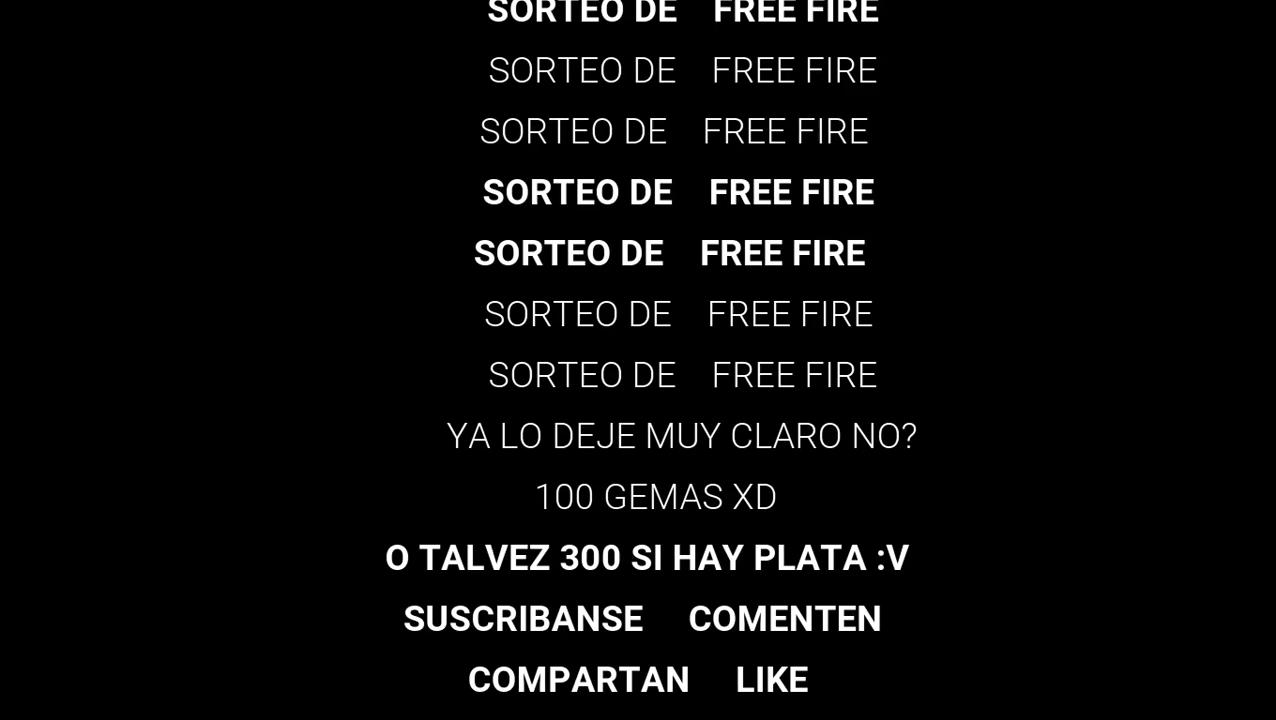 SORTEO DE FREE FIRE
SORTEO DE FREE FIRE
SORTEO DE FREE FIRE
SORTEO DE FREE FIRE
SORTEO DE FREE FIRE
SORTEO DE FREE FIRE
SORTEO DE FREE FIRE
YA LO DEJE MUY CLARO NO?
100 GEMAS XD
O TALVEZ 300 SI HAY PLATA :V
SUSCRIBANSE COMENTEN
COMPARTAN LIKE